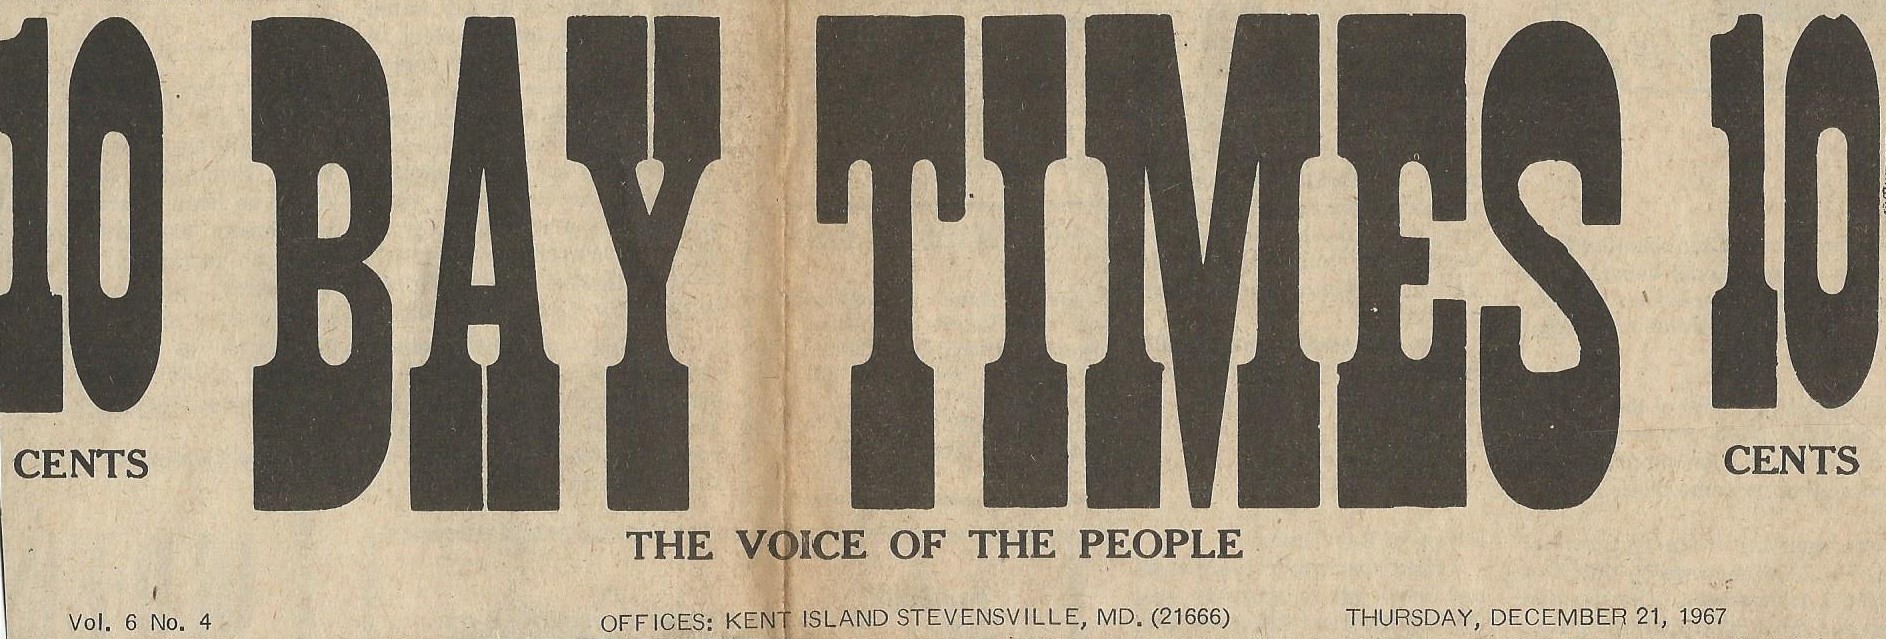 10 BAY TIMES 10
CENTS CENTS
THE VOICE OF THE PEOPLE
Vol. 6 No. 4 OFFICES: KENT ISLAND STEVENSVILLE, MD. (21666) THURSDAY, DECEMBER 21, 1967